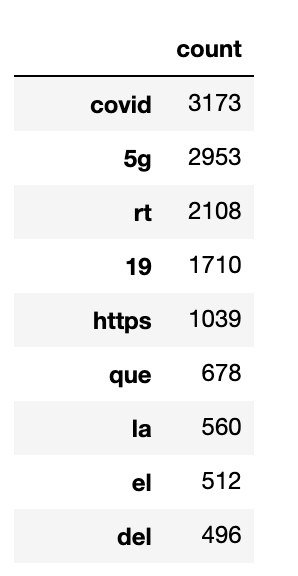 count
covid 3173
5g 2953
rt 2108
19 1710
https 1039
que 678
la 560
el 512
del 496